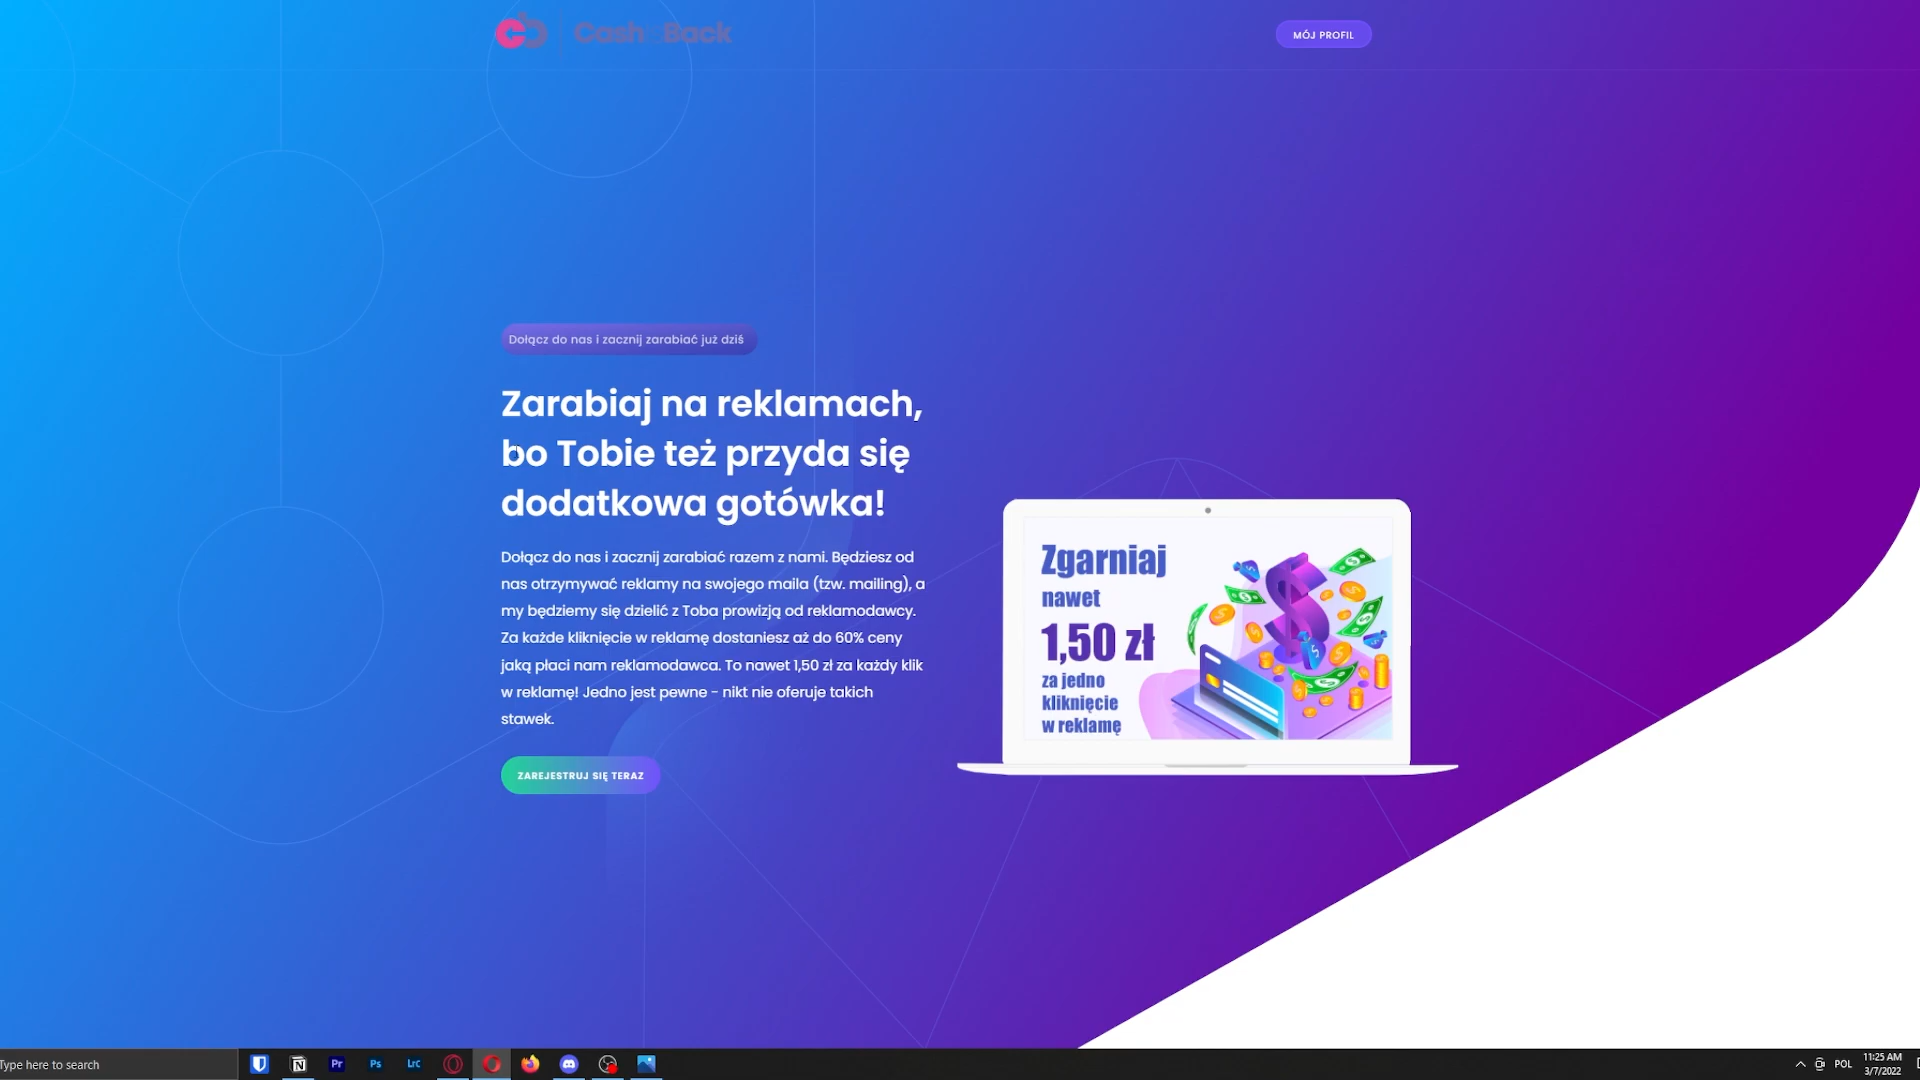 Cash Back
MÓJ PROFIL
Dołącz do nas i zacznij zarabiać już dziś
Zarabiaj na reklamach,
bo Tobie też przyda się
dodatkowa gotówka!
Dołącz do nas i zacznij zarabiać razem z nami. Będziesz od
nas otrzymywać reklamy na swojego maila (tzw. mailing), a
my będziemy się dzielić z Toba prowizją od reklamodawcy.
Za każde kliknięcie w reklamę dostaniesz aż do 60% ceny
jaką płaci nam reklamodawca. To nawet 1,50 zł za każdy klik
w reklamę! Jedno jest pewne - nikt nie oferuje takich
stawek.
ZAREJESTRUJ SIĘ TERAZ
Zgarniaj
nawet
1,50 zł
za jedno
kliknięcie
w reklamę
Type here to search
Pr
Ps
LrC
POL
11:25 AM
3/7/2022